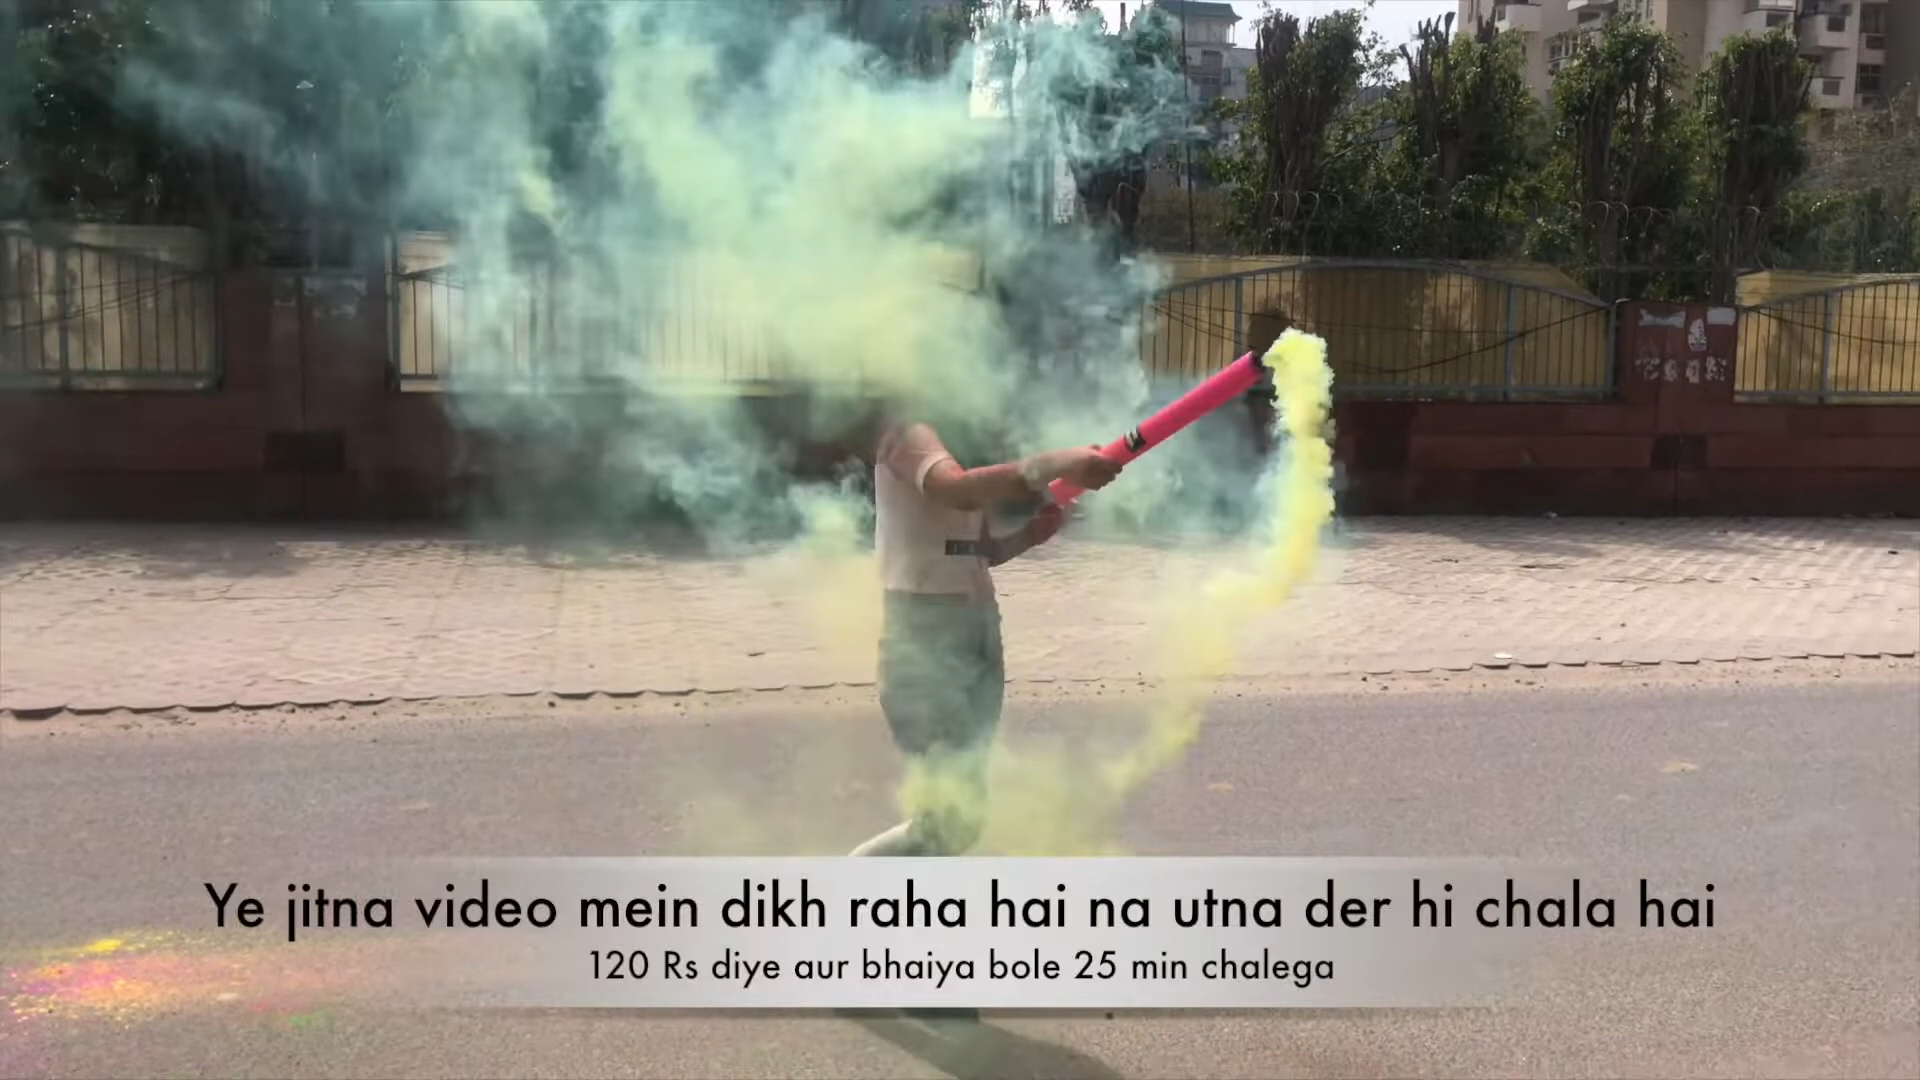 Ye jitna video mein dikh raha hai na utna der hi chala hai
120 Rs diye aur bhaiya bole 25 min chalega